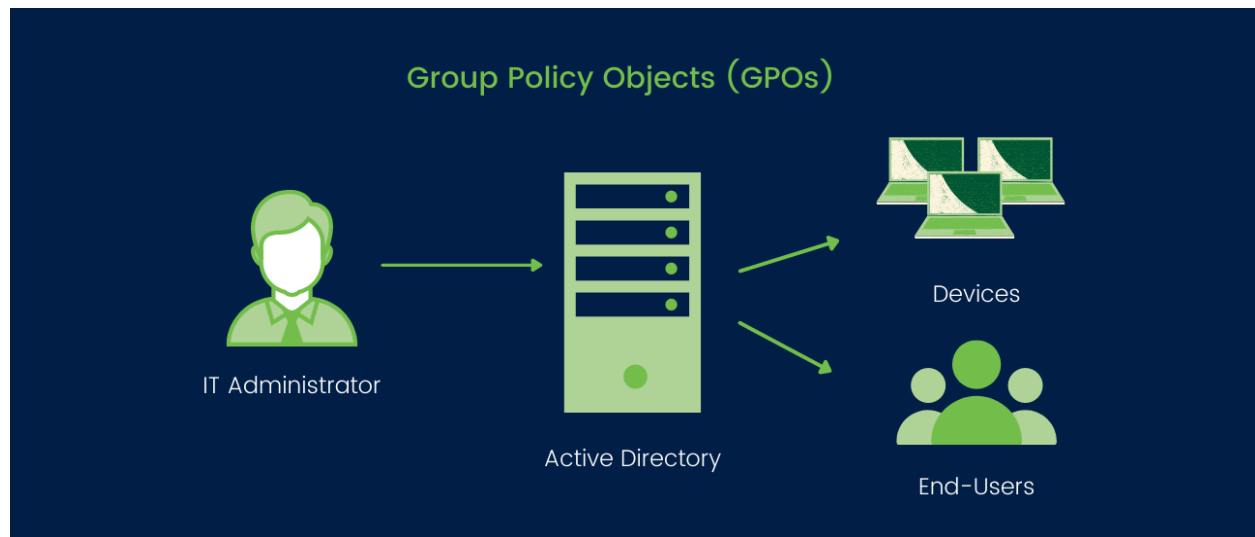 Group Policy Objects (GPOs)
IT Administrator
Active Directory
Devices
End-Users